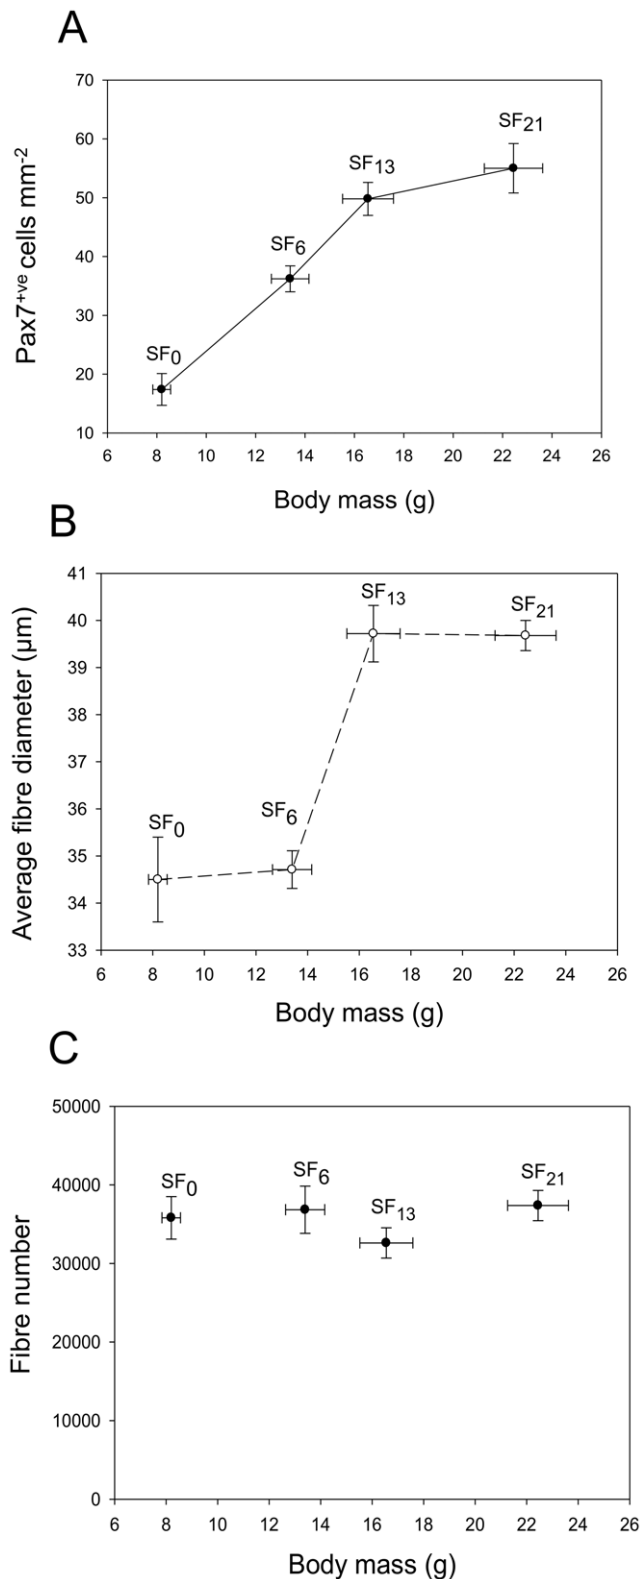 A
70
60
50
40
30
20
10
Pax7+ve cells mm-2
SF0
SF6
SF13
SF21
6 8 10 12 14 16 18 20 22 24 26
Body mass (g)
B
41
40
39
38
37
36
35
34
33
Average fibre diameter (µm)
SF0
SF6
SF13
SF21
6 8 10 12 14 16 18 20 22 24 26
Body mass (g)
C
50000
40000
30000
20000
10000
0
Fibre number
SF0
SF6
SF13
SF21
6 8 10 12 14 16 18 20 22 24 26
Body mass (g)